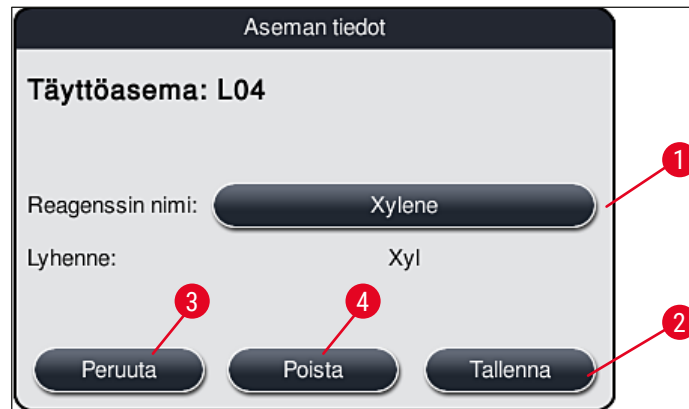 Aseman tiedot
Täyttöasema: L04
1
Reagenssin nimi: Xylene
Lyhenne: Xyl
3 4 2
Peruuta Poista Tallenna